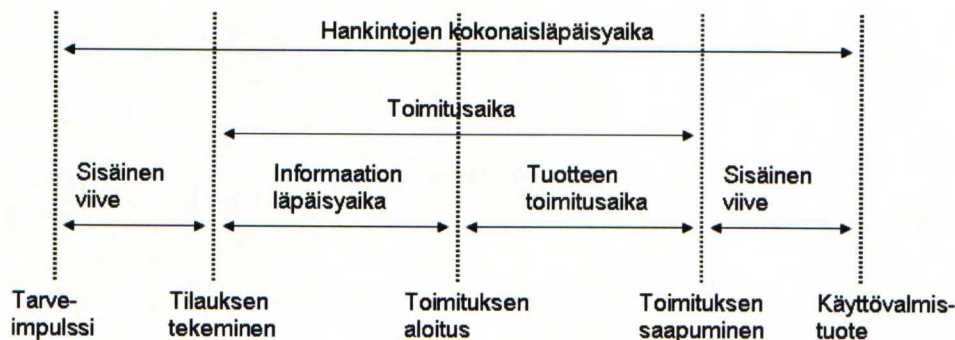 Hankintojen kokonaisläpäisyaika
Toimitusaika
Sisäinen
viive
Informaation
läpäisyaika
Tuotteen
toimitusaika
Sisäinen
viive
Tarve-
impulssi
Tilauksen
tekeminen
Toimituksen
aloitus
Toimituksen
saapuminen
Käyttövalmis-
tuote